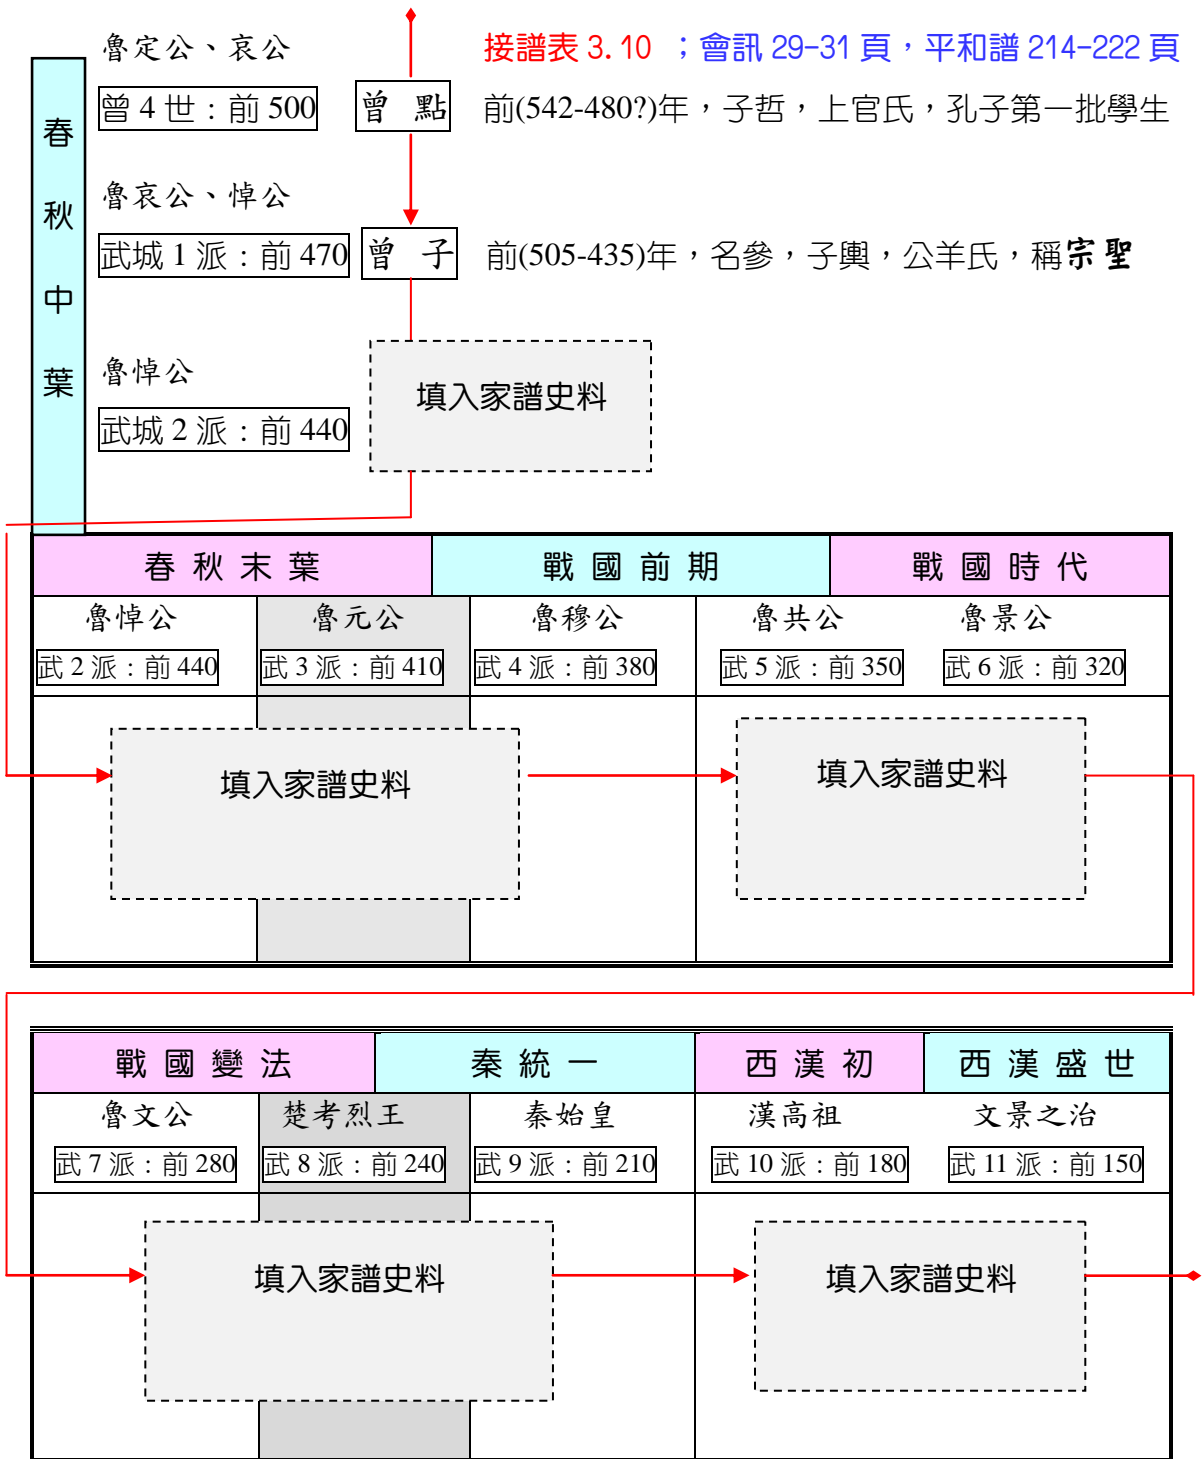 魯定公、哀公
接譜表 3.10 ；會訊 29-31 頁，平和譜 214-222 頁
曾 4 世：前 500
曾 點
前(542-480?)年，子哲，上官氏，孔子第一批學生
春秋中葉
魯哀公、悼公
武城 1 派：前 470
曾 子
前(505-435)年，名參，子輿，公羊氏，稱宗聖
魯悼公
武城 2 派：前 440
填入家譜史料
春秋末葉 戰國前期 戰國時代
魯悼公 魯元公 魯穆公 魯共公 魯景公
武 2 派：前 440 武 3 派：前 410 武 4 派：前 380 武 5 派：前 350 武 6 派：前 320
填入家譜史料 填入家譜史料
戰國變法 秦統一 西漢初 西漢盛世
魯文公 楚考烈王 秦始皇 漢高祖 文景之治
武 7 派：前 280 武 8 派：前 240 武 9 派：前 210 武 10 派：前 180 武 11 派：前 150
填入家譜史料 填入家譜史料